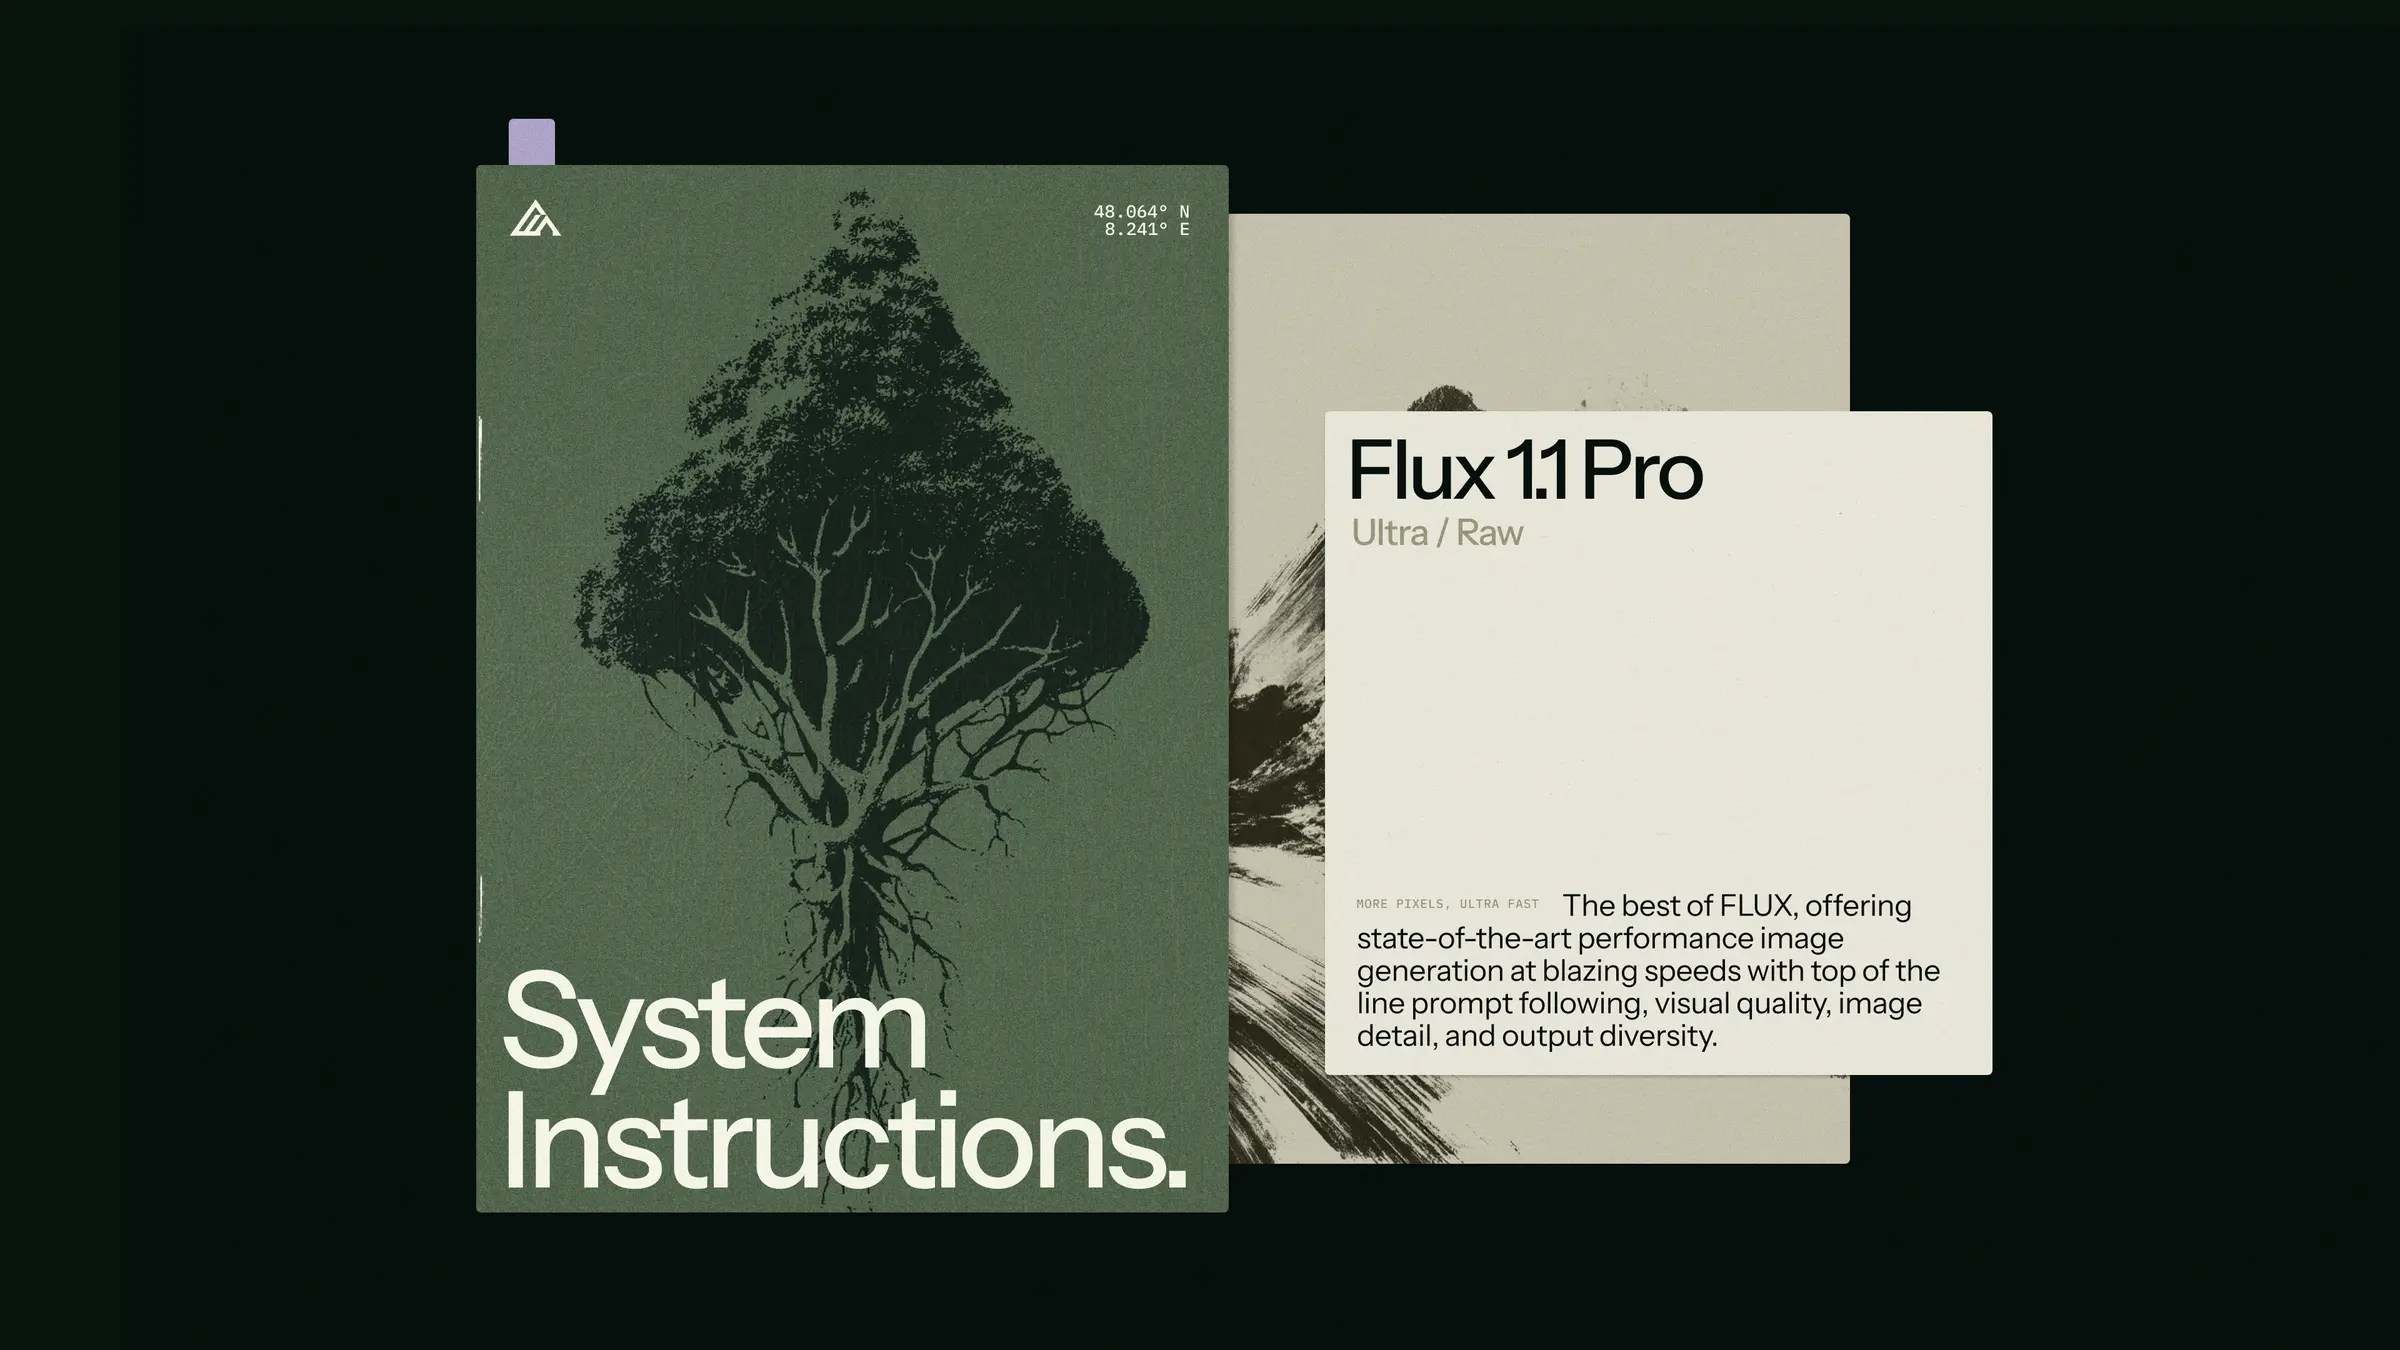 48.064° N
8.241° E
System
Instructions.
Flux 1.1 Pro
Ultra / Raw
MORE PIXELS, ULTRA FAST The best of FLUX, offering
state-of-the-art performance image
generation at blazing speeds with top of the
line prompt following, visual quality, image
detail, and output diversity.